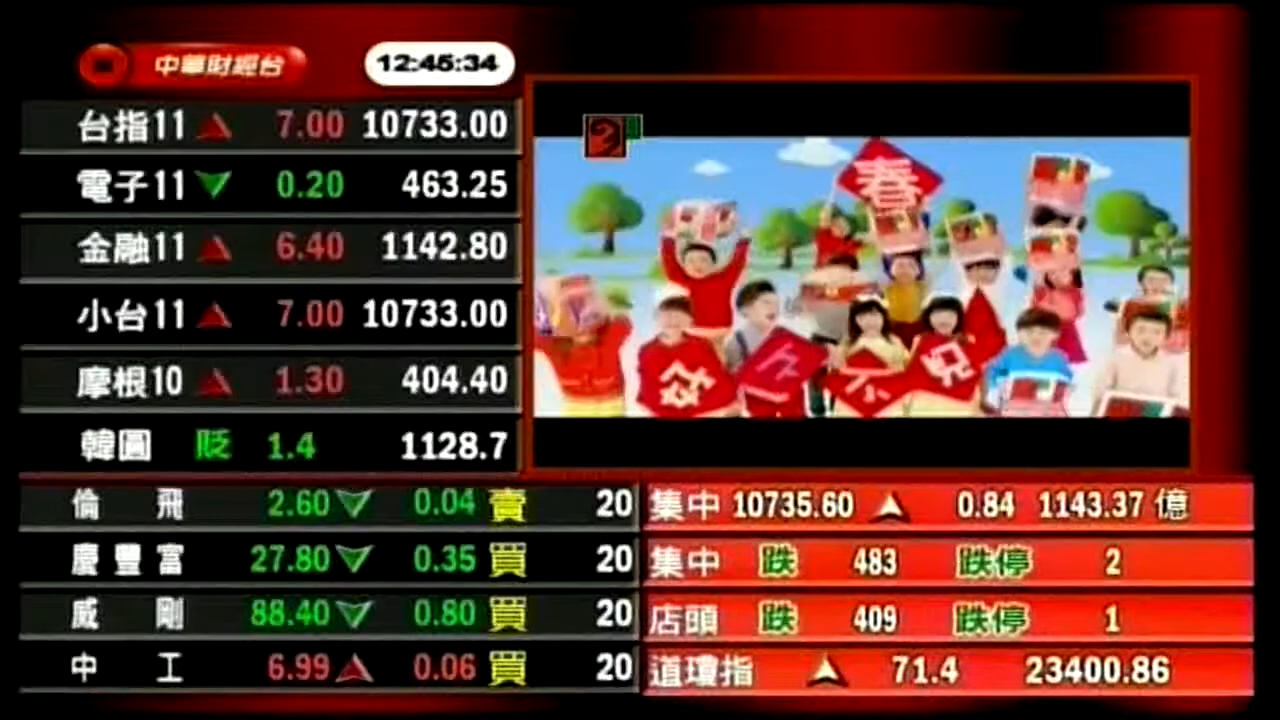 中華財經台 12:45:34
台指11 ▲ 7.00 10733.00
電子11 ▼ 0.20 463.25
金融11 ▲ 6.40 1142.80
小台11 ▲ 7.00 10733.00
摩根10 ▲ 1.30 404.40
韓圓 貶 1.4 1128.7
春
倫飛 2.60 ▼ 0.04 賣 20
慶豐富 27.80 ▼ 0.35 買 20
威剛 88.40 ▼ 0.80 買 20
中工 6.99 ▲ 0.06 買 20
集中 10735.60 ▲ 0.84 1143.37 億
集中 跌 483 跌停 2
店頭 跌 409 跌停 1
道瓊指 ▲ 71.4 23400.86